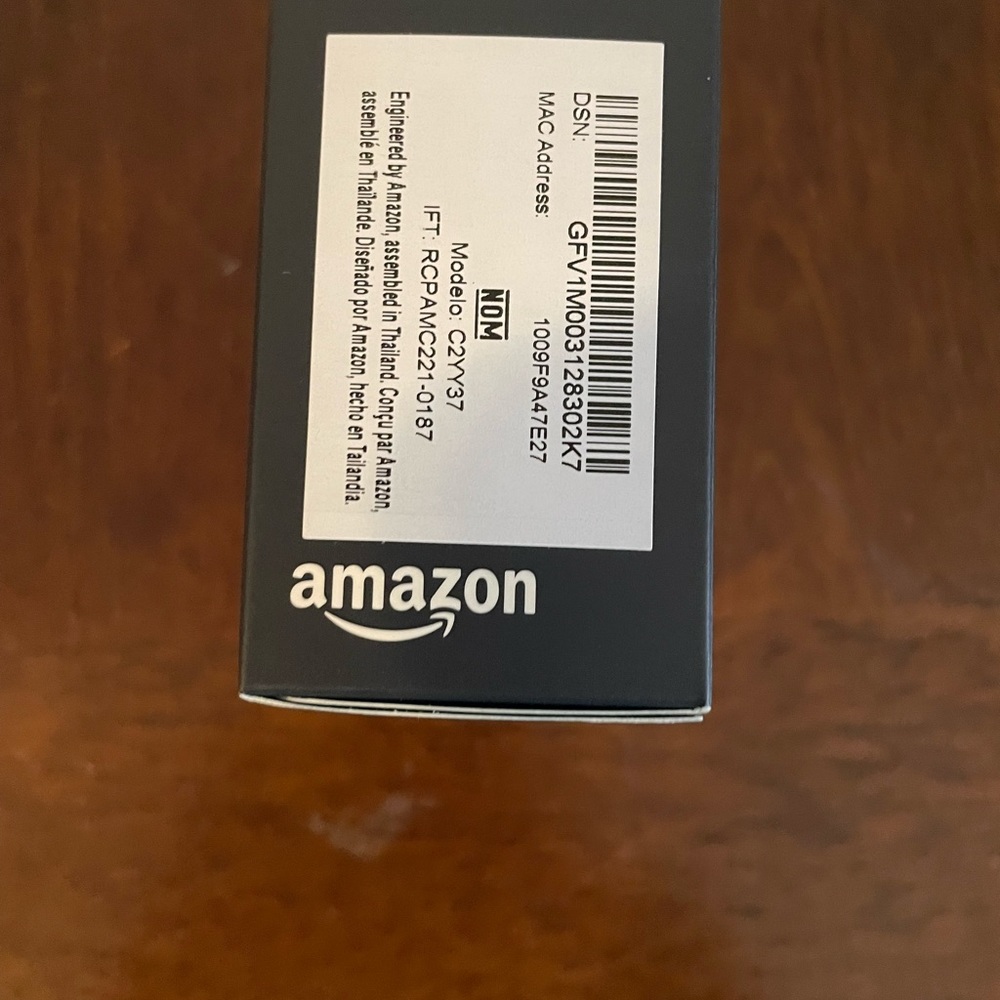 DSN: GFV1M003128302K7
MAC Address: 1009F9A47E27
NOM
Modelo: C2YY37
IFT: RCPAMC221-0187
Engineered by Amazon, assembled in Thailand. Conçu par Amazon,
assemblé en Thaïlande. Diseñado por Amazon, hecho en Tailandia.
amazon